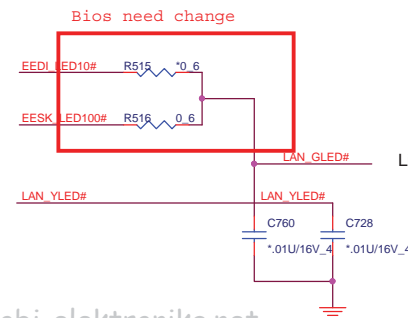 Bios need change
EEDI_LED10# R515 *0_6
EESK_LED100# R516 0_6
LAN_GLED# L
LAN_YLED# LAN_YLED#
C760 C728
*.01U/16V_4 *.01U/16V_4